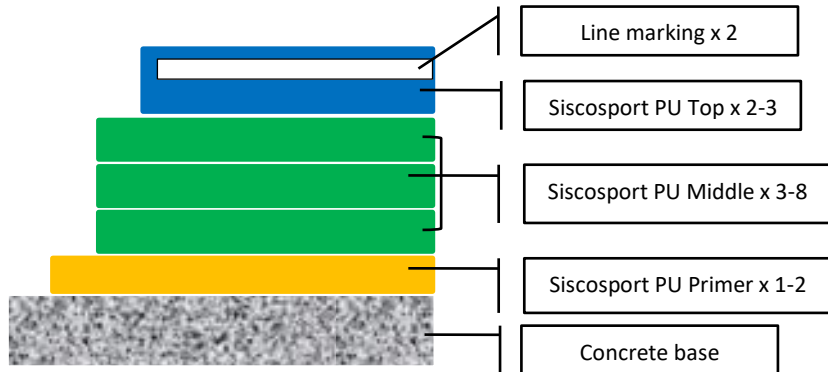 Line marking x 2
Siscosport PU Top x 2-3
Siscosport PU Middle x 3-8
Siscosport PU Primer x 1-2
Concrete base